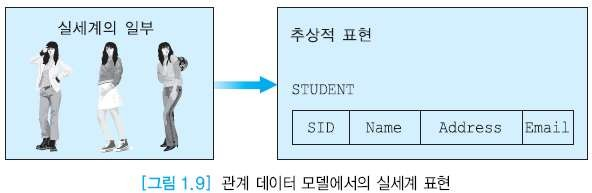 실세계의 일부
추상적 표현
STUDENT
SID Name Address Email
[그림 1.9] 관계 데이터 모델에서의 실세계 표현